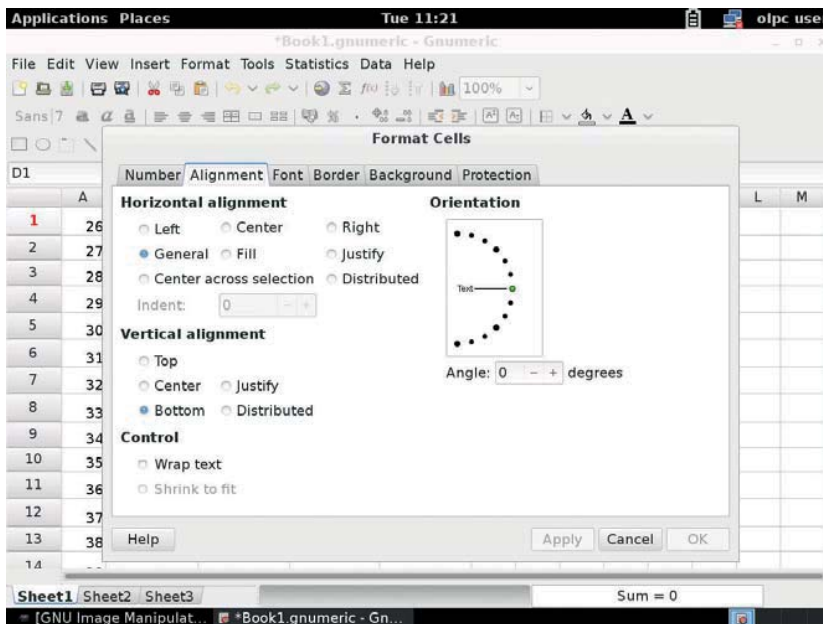 Applications Places Tue 11:21 olpc use
*Book1.gnumeric - Gnumeric
File Edit View Insert Format Tools Statistics Data Help
100%
Sans 7
Format Cells
D1
Number Alignment Font Border Background Protection
A L M
Horizontal alignment Orientation
Left Center Right
General Fill Justify
Center across selection Distributed
Text
Indent: 0
Vertical alignment
Top
Angle: 0 - + degrees
Center Justify
Bottom Distributed
Control
Wrap text
Shrink to fit
Help Apply Cancel OK
1 26
2 27
3 28
4 29
5 30
6 31
7 32
8 33
9 34
10 35
11 36
12 37
13 38
14
Sheet1 Sheet2 Sheet3 Sum = 0
[GNU Image Manipulat... *Book1.gnumeric - Gn...